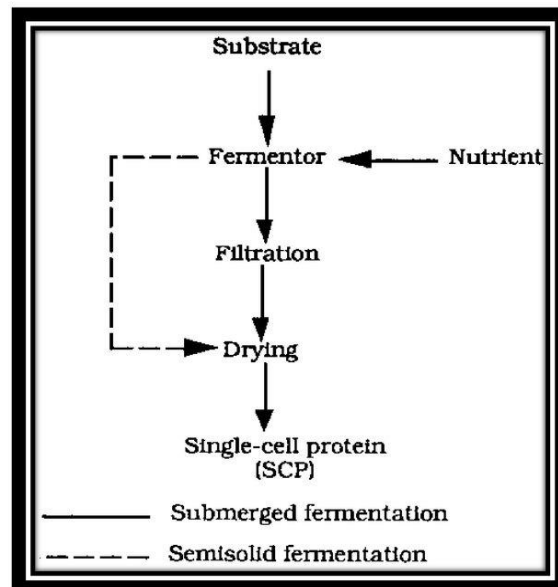 Substrate
Fermentor
Nutrient
Filtration
Drying
Single-cell protein
(SCP)
Submerged fermentation
Semisolid fermentation